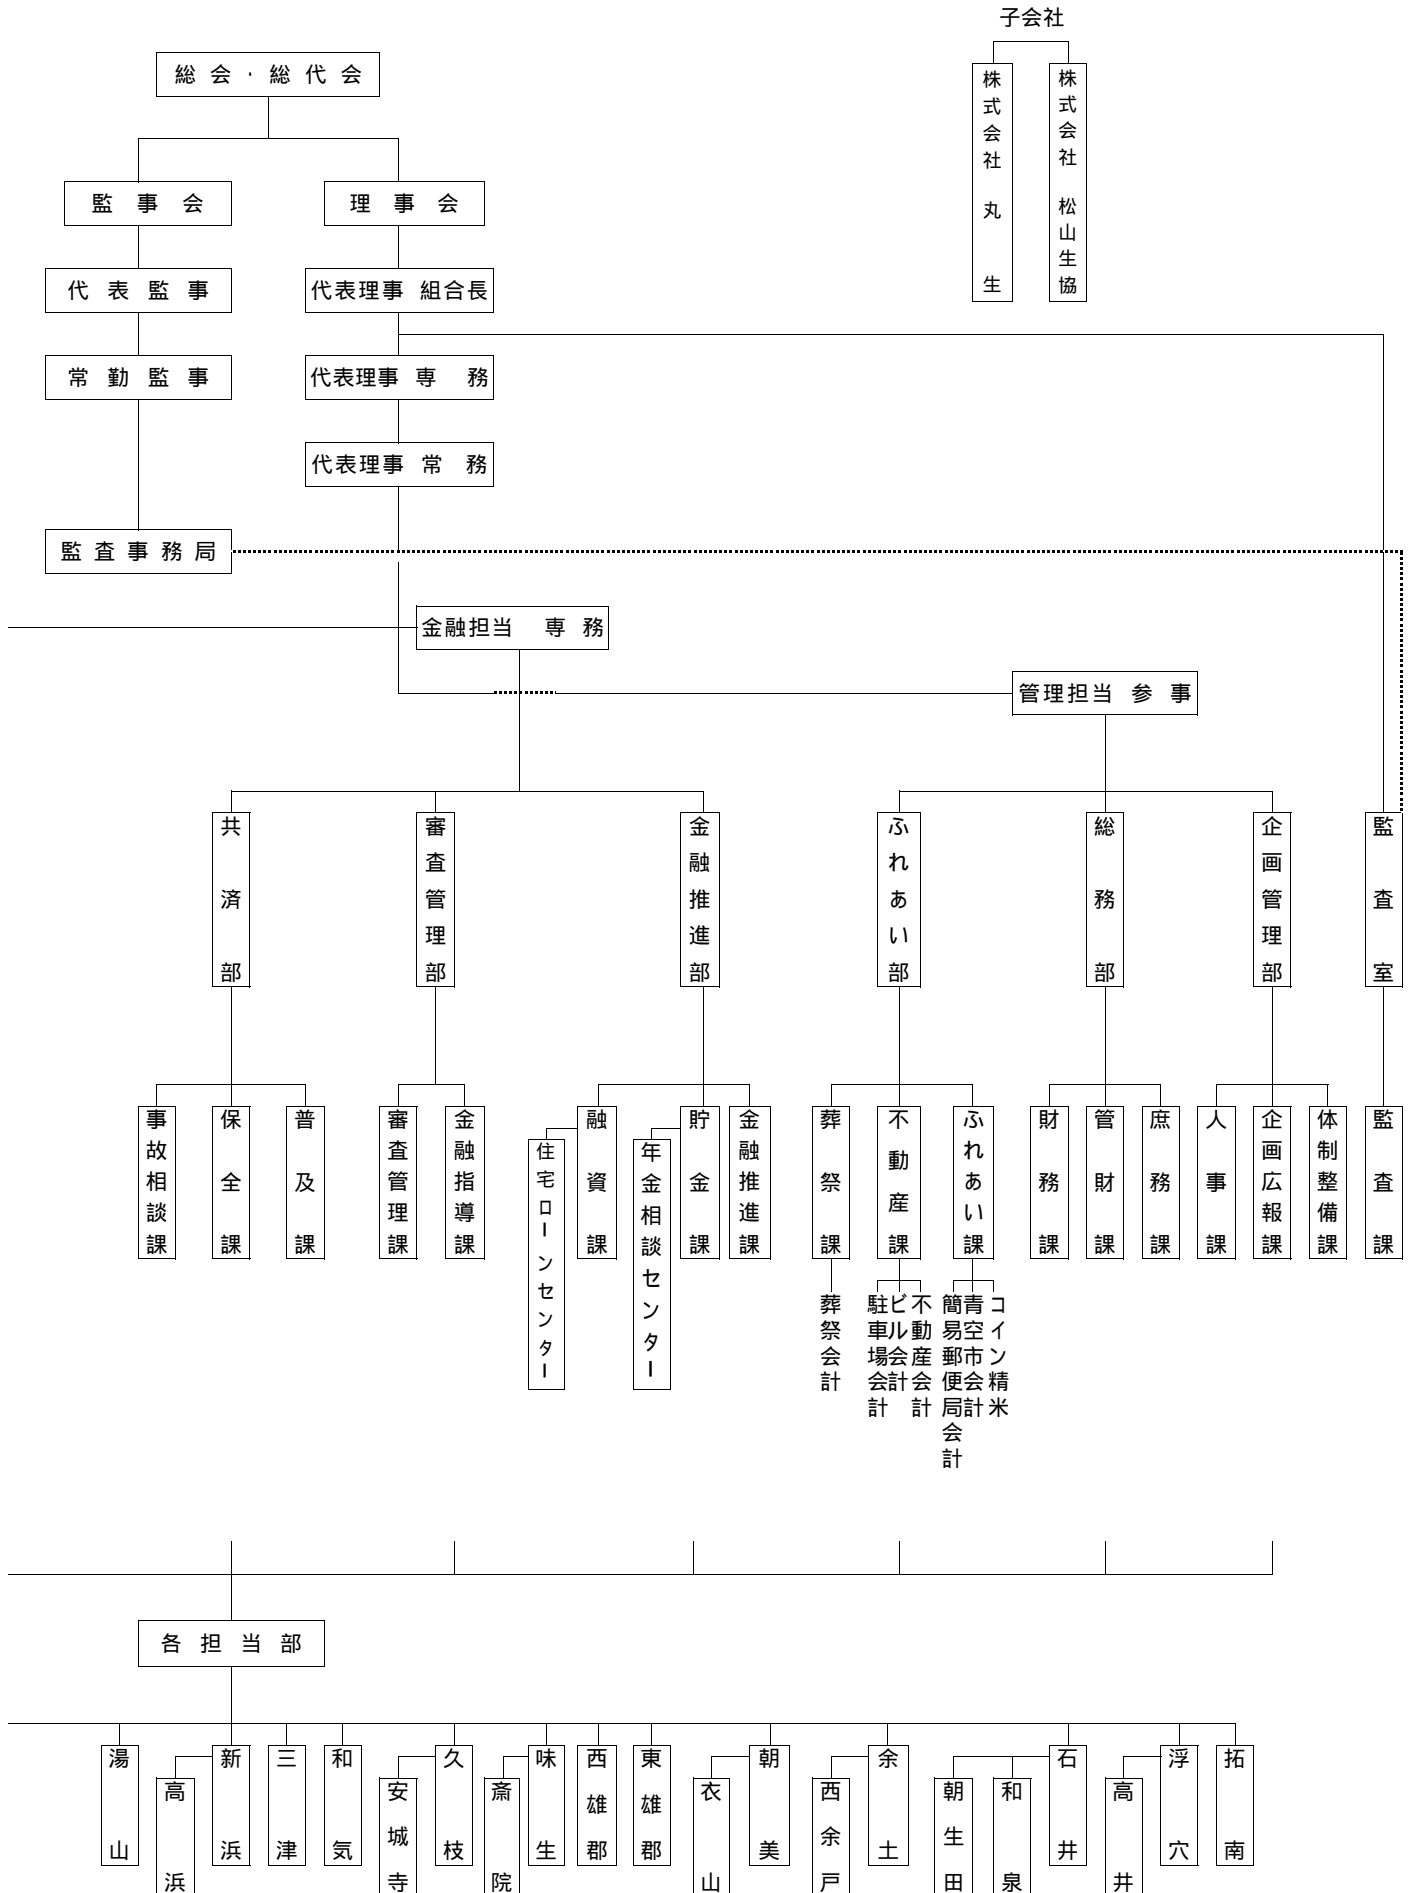 子会社
総会・総代会
株式会社 丸生
株式会社 松山生協
監事会
理事会
代表監事
代表理事 組合長
常勤監事
代表理事 専務
代表理事 常務
監査事務局
金融担当 専務
管理担当 参事
共済部
審査管理部
金融推進部
ふれあい部
総務部
企画管理部
監査室
事故相談課
保全課
普及課
審査管理課
金融指導課
住宅ローンセンター
融資課
年金相談センター
貯金課
金融推進課
葬祭課
不動産課
ふれあい課
財務課
管財課
庶務課
人事課
企画広報課
体制整備課
監査課
葬祭会計
駐車場会計
ビル会計
不動産会計
簡易郵便局会計
青空市会計
コイン精米
各担当部
湯山
高浜
新浜
三津
和気
安城寺
久枝
斎院
味生
西雄郡
東雄郡
衣山
朝美
西余戸
余土
朝生田
和泉
石井
高井
浮穴
拓南